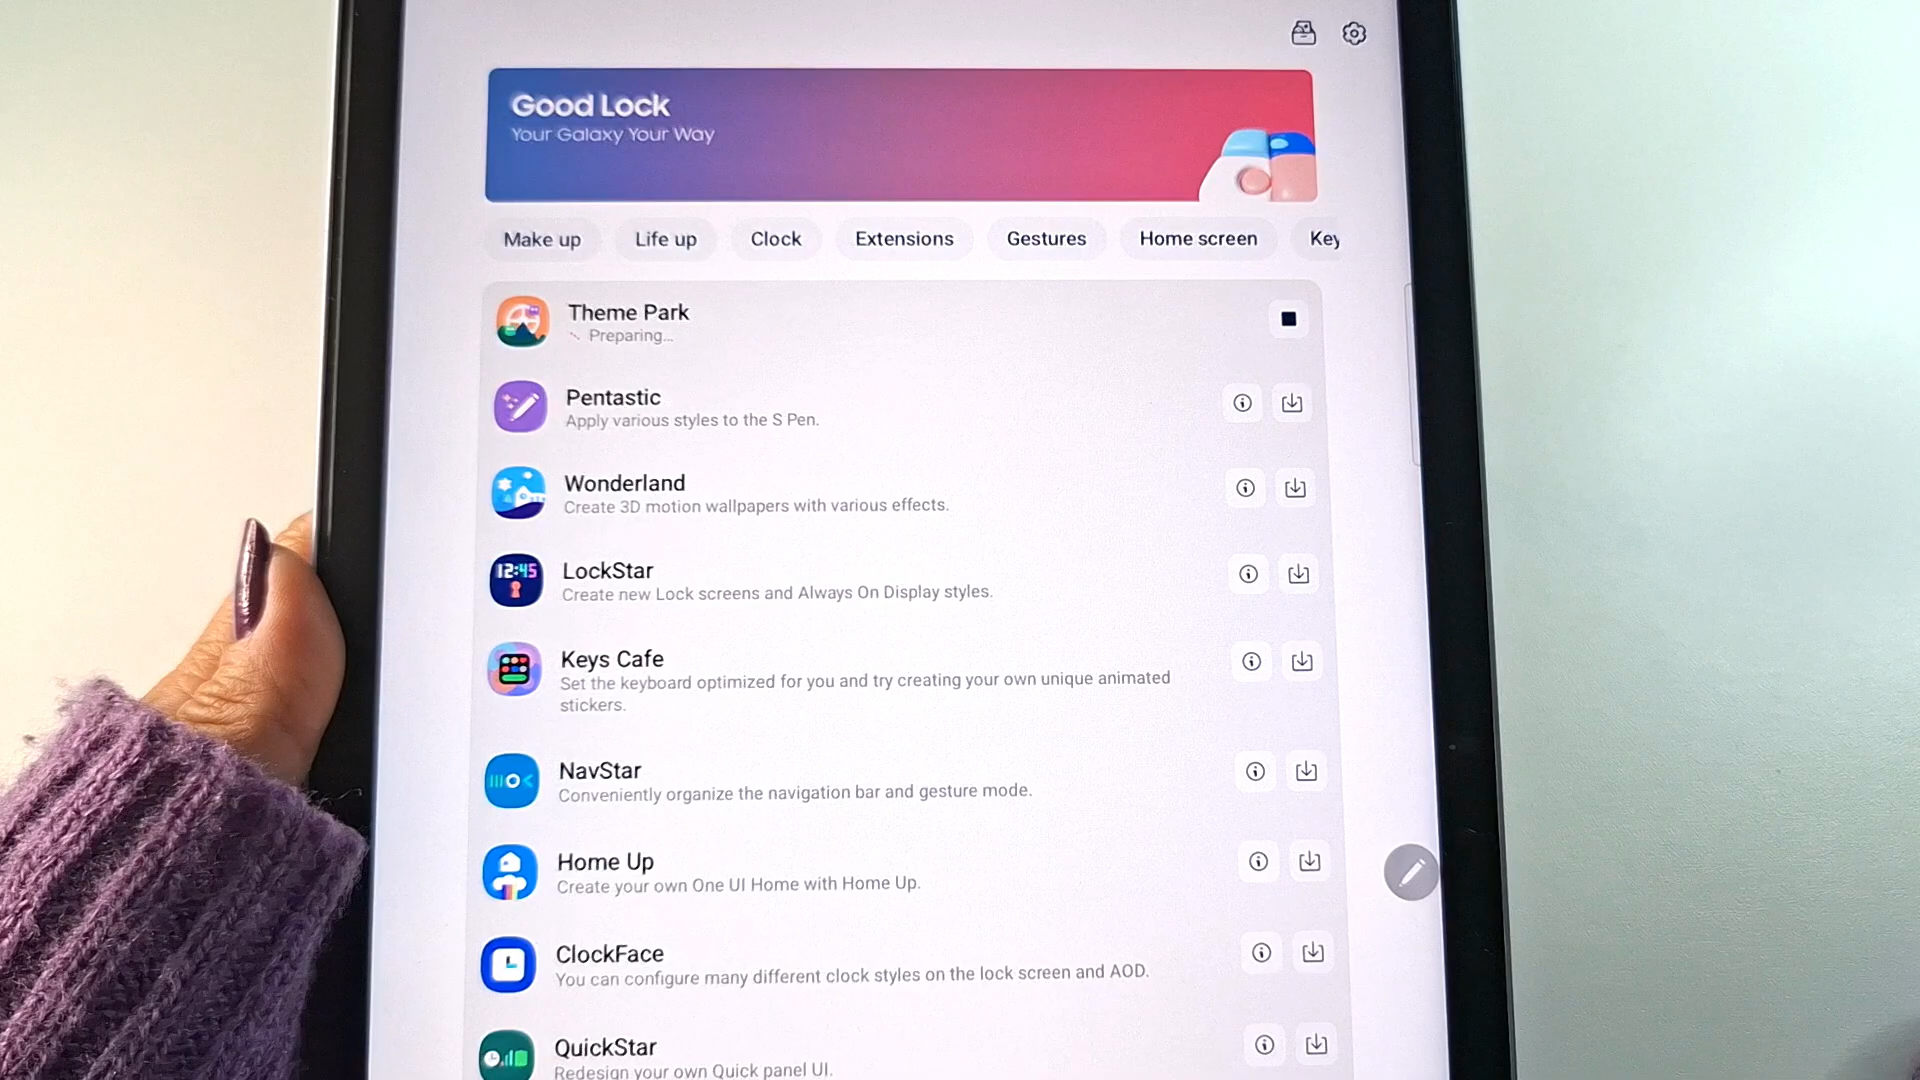 Good Lock
Your Galaxy Your Way
Make up Life up Clock Extensions Gestures Home screen Key
Theme Park
Preparing...
Pentastic
Apply various styles to the S Pen.
Wonderland
Create 3D motion wallpapers with various effects.
12:45
LockStar
Create new Lock screens and Always On Display styles.
Keys Cafe
Set the keyboard optimized for you and try creating your own unique animated
stickers.
NavStar
Conveniently organize the navigation bar and gesture mode.
Home Up
Create your own One UI Home with Home Up.
ClockFace
You can configure many different clock styles on the lock screen and AOD.
QuickStar
Redesign your own Quick panel UI.